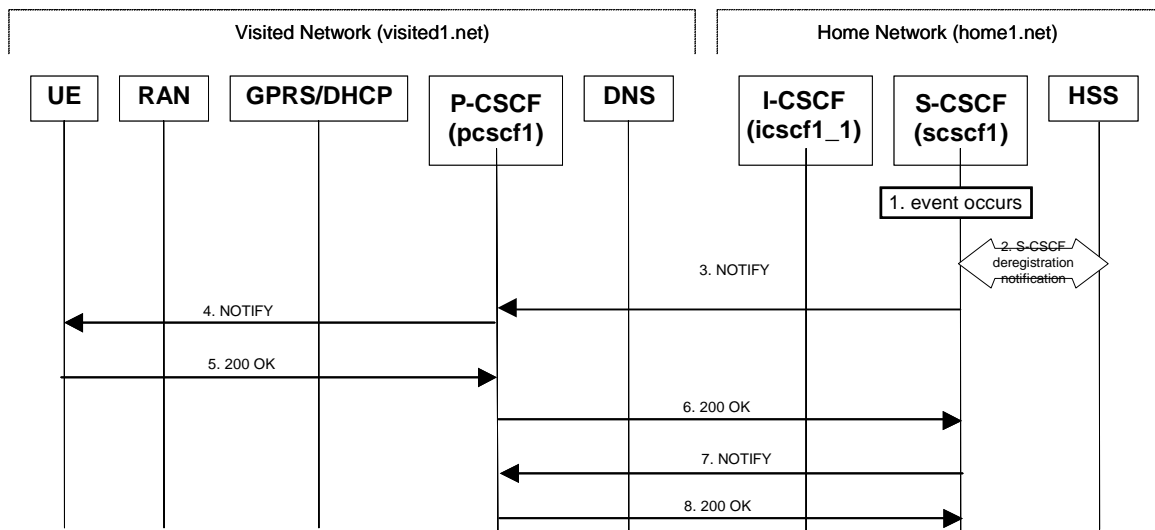 Visited Network (visited1.net)
Home Network (home1.net)
UE
RAN
GPRS/DHCP
P-CSCF
(pcscf1)
DNS
I-CSCF
(icscf1_1)
S-CSCF
(scscf1)
HSS
1. event occurs
2. S-CSCF
deregistration
notification
3. NOTIFY
4. NOTIFY
5. 200 OK
6. 200 OK
7. NOTIFY
8. 200 OK